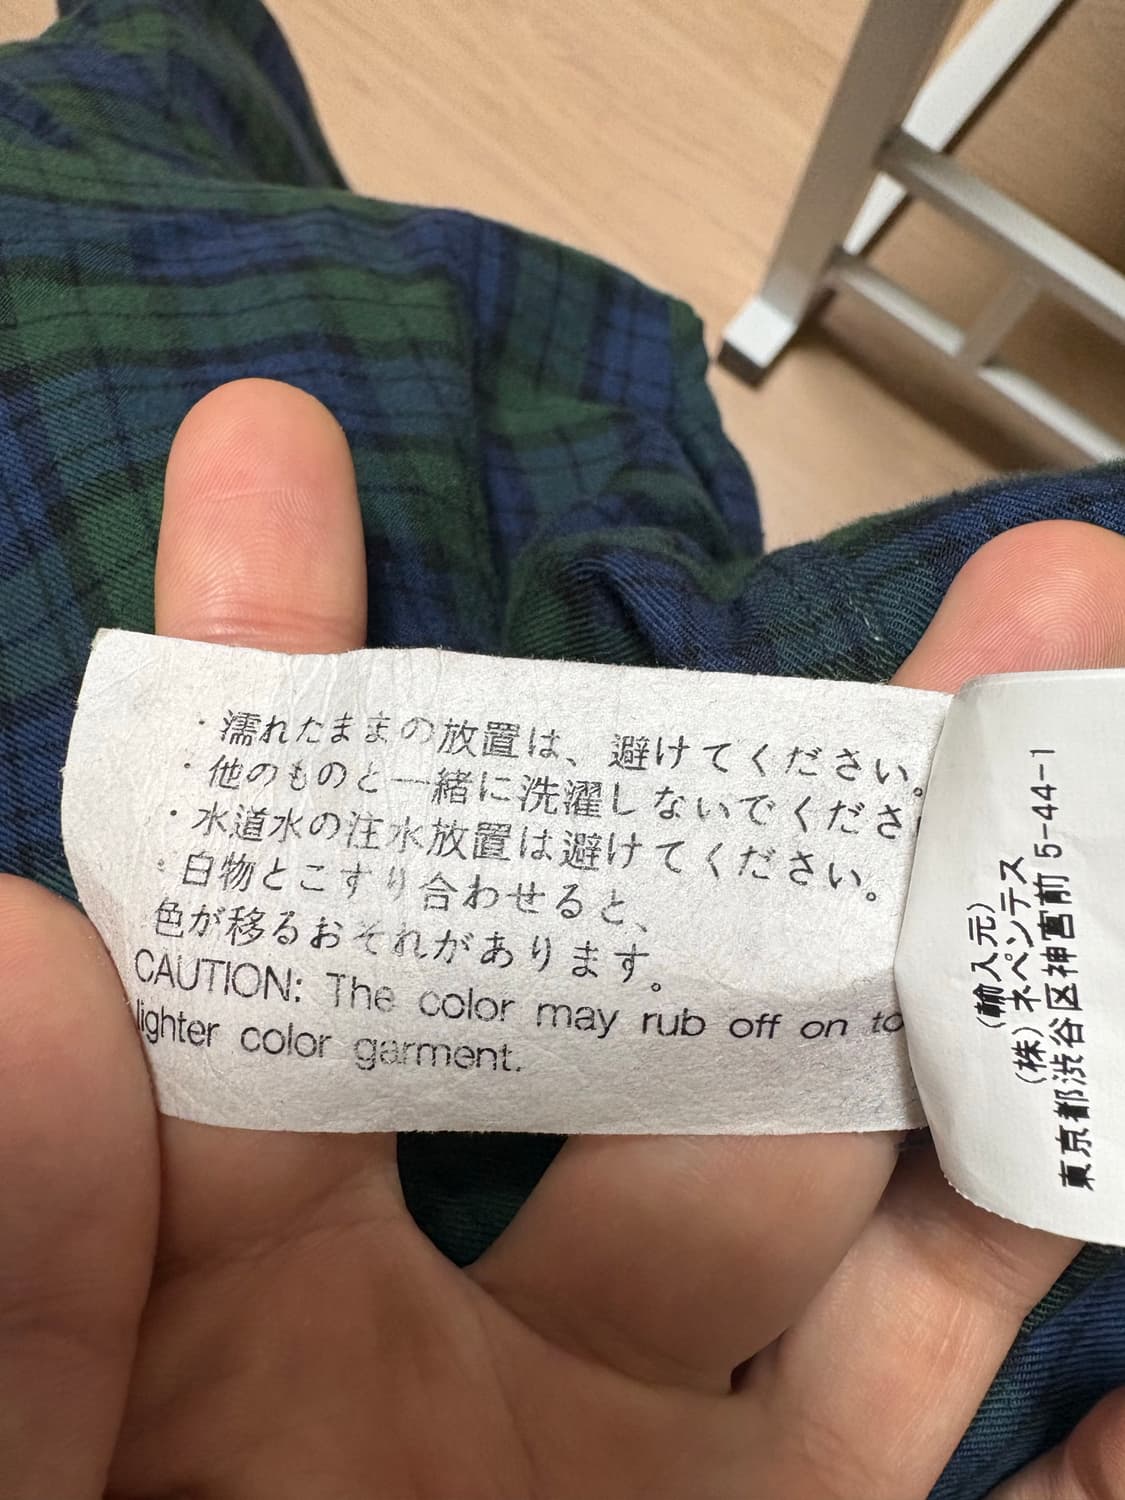 ・濡れたままの放置は、避けてください。
・他のものと一緒に洗濯しないでくださ
・水道水の注水放置は避けてください。
・白物とこすり合わせると、
色が移るおそれがあります。
CAUTION: The color may rub off on to
lighter color garment.
(輸入元)
(株)ネペンテス
東京都渋谷区神宮前5-44-1